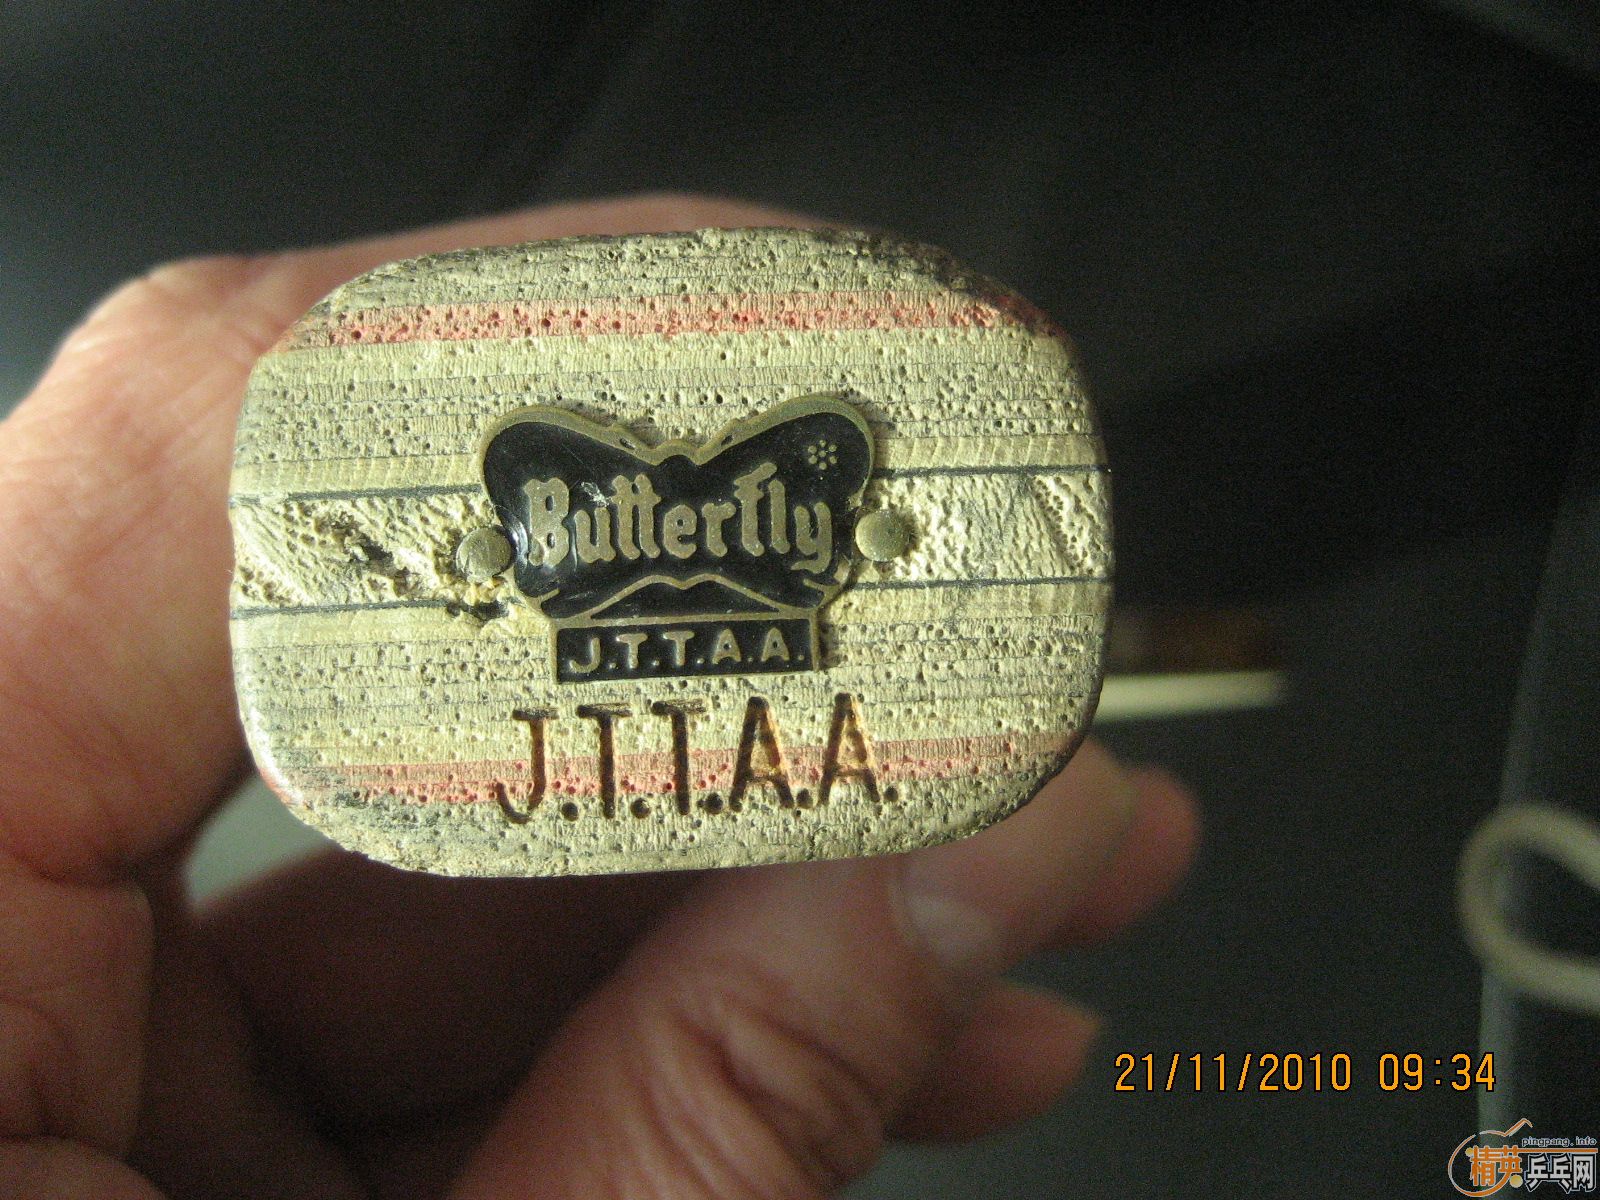 Butterfly
J.T.T.A.A.
J.T.T.A.A.
21/11/2010 09:34
pingpang.info
精英乒乓网